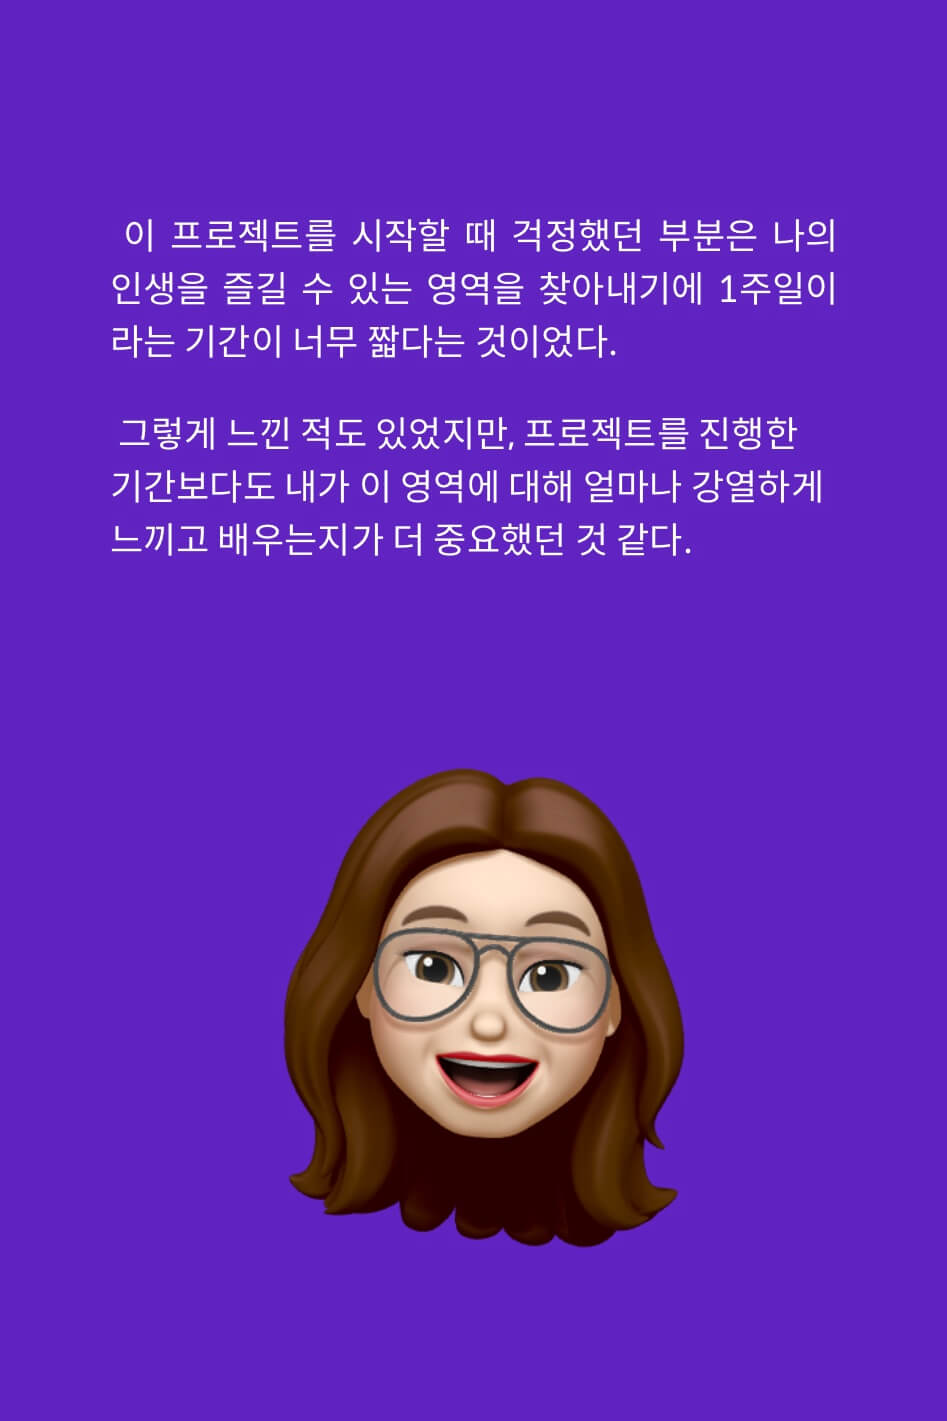 이 프로젝트를 시작할 때 걱정했던 부분은 나의
인생을 즐길 수 있는 영역을 찾아내기에 1주일이
라는 기간이 너무 짧다는 것이었다.
그렇게 느낀 적도 있었지만, 프로젝트를 진행한
기간보다도 내가 이 영역에 대해 얼마나 강열하게
느끼고 배우는지가 더 중요했던 것 같다.